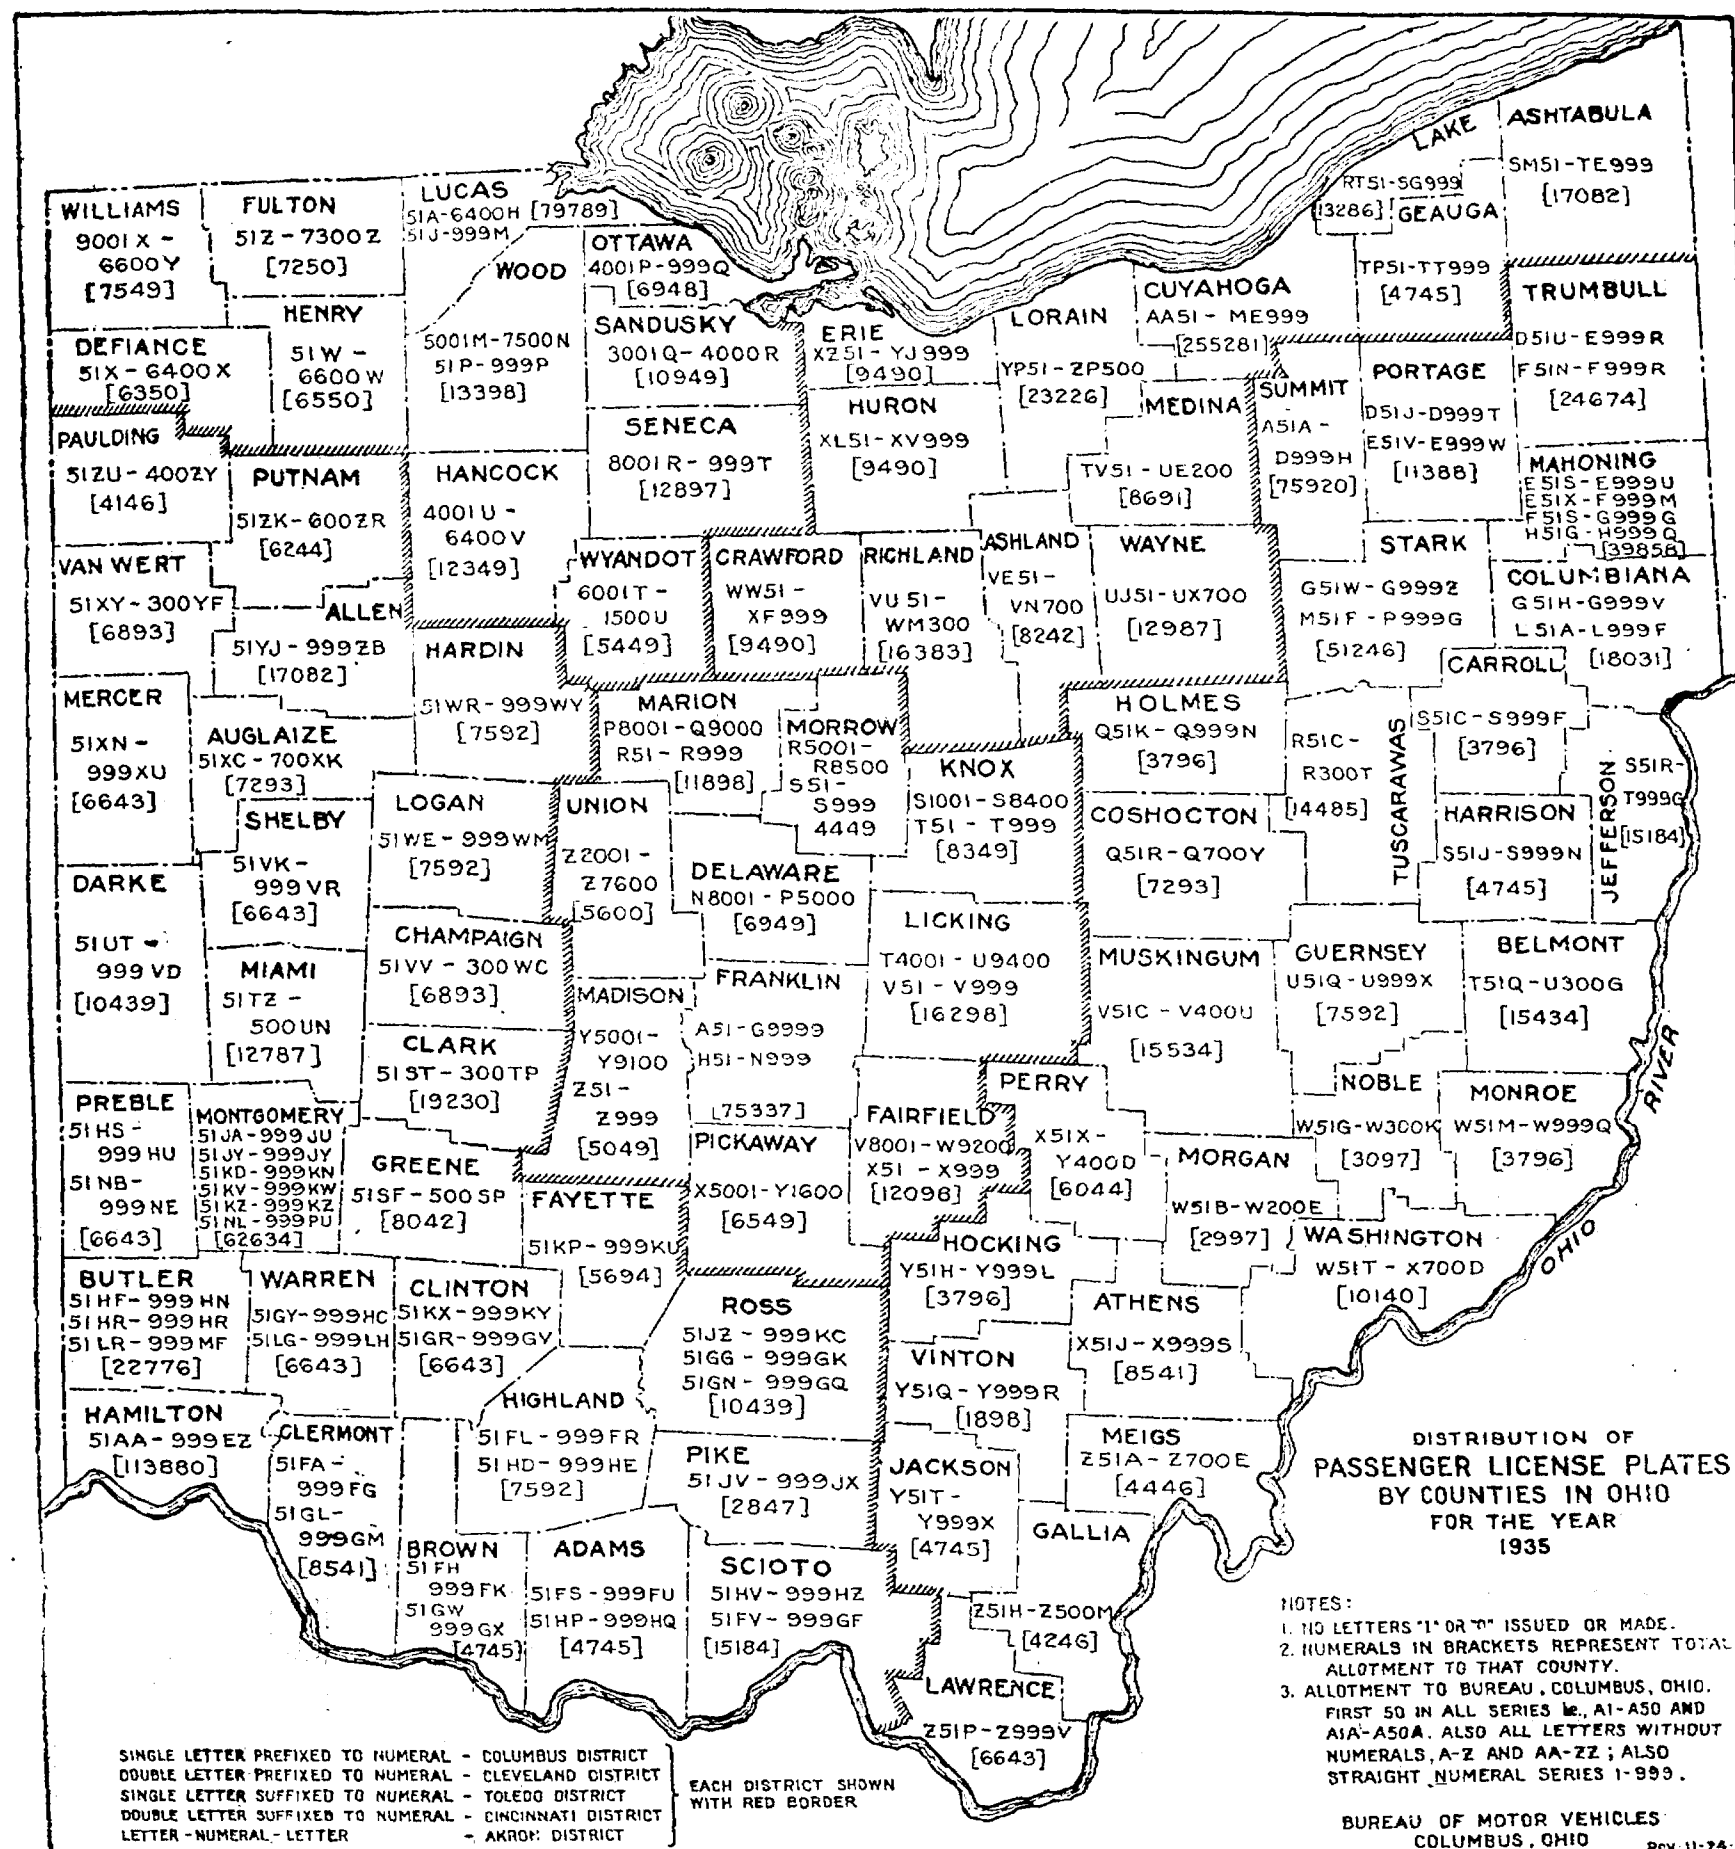 LAKE
ASHTABULA
SM51-TE999
[17082]
RT51-SG999
[13286]
GEAUGA
TP51-TT999
[4745]
WILLIAMS
9001X -
6600Y
[7549]
FULTON
51Z-7300Z
[7250]
LUCAS
51A-6400H [79789]
51J-999M
WOOD
5001M-7500N
51P-999P
[13398]
OTTAWA
4001P-999Q
[6948]
HENRY
51W -
6600W
[6550]
DEFIANCE
51X-6400X
[6350]
SANDUSKY
3001Q-4000R
[10949]
ERIE
XZ51-YJ999
[9490]
LORAIN
YP51-ZP500
[23226]
CUYAHOGA
AA51-ME999
[255281]
TRUMBULL
D51U-E999R
F51N-F999R
[24674]
PORTAGE
D51J-D999T
E51V-E999W
[11388]
SUMMIT
A51A -
D999H
[75920]
MEDINA
TV51-UE200
[8691]
HURON
XL51-XV999
[9490]
SENECA
8001R-999T
[12897]
PAULDING
51ZU-400ZY
[4146]
PUTNAM
51ZK-600ZR
[6244]
HANCOCK
4001U -
6400V
[12349]
MAHONING
E51S-E999U
E51X-F999M
F51S-G999G
H51G-H999Q
[39858]
VAN WERT
51XY-300YF
[6893]
ALLEN
51YJ-999ZB
[17082]
WYANDOT
6001T -
1500U
[5449]
CRAWFORD
WW51 -
XF999
[9490]
RICHLAND
VU51-
WM300
[16383]
ASHLAND
VE51-
VN700
[8242]
WAYNE
UJ51-UX700
[12987]
STARK
G51W-G999Z
M51F-P999G
[51246]
COLUMBIANA
G51H-G999V
L51A-L999F
[18031]
CARROLL
S51C-S999F
[3796]
HARDIN
51WR-999WY
[7592]
MERCER
51XN -
999XU
[6643]
AUGLAIZE
51XC-700XK
[7293]
MARION
P8001-Q9000
R51-R999
[11898]
MORROW
R5001-
R8500
S51-
S999
4449
KNOX
S1001-S8400
T51-T999
[8349]
HOLMES
Q51K-Q999N
[3796]
TUSCARAWAS
R51C-
R300T
[14485]
JEFFERSON
S51R-
T999G
[15184]
HARRISON
S51J-S999N
[4745]
COSHOCTON
Q51R-Q700Y
[7293]
SHELBY
51VK-
999VR
[6643]
LOGAN
51WE-999WM
[7592]
UNION
Z2001-
Z7600
[5600]
DELAWARE
N8001-P5000
[6949]
DARKE
51UT -
999VD
[10439]
MIAMI
51TZ -
500UN
[12787]
CHAMPAIGN
51VV-300WC
[6893]
LICKING
T4001-U9400
V51-V999
[16298]
MUSKINGUM
V51C-V400U
[15534]
GUERNSEY
U51Q-U999X
[7592]
BELMONT
T51Q-U300G
[15434]
MADISON
Y5001-
Y9100
Z51-
Z999
[5049]
FRANKLIN
A51-G9999
H51-N999
[75337]
CLARK
51ST-300TP
[19230]
PREBLE
51HS-
999HU
51NB-
999NE
[6643]
MONTGOMERY
51JA-999JU
51JY-999JY
51KD-999KN
51KV-999KW
51KZ-999KZ
51NL-999PU
[62634]
GREENE
51SF-500SP
[8042]
FAYETTE
51KP-999KU
[5694]
PICKAWAY
X5001-Y1600
[6549]
FAIRFIELD
V8001-W9200
X51-X999
[12098]
PERRY
X51X-
Y400D
[6044]
NOBLE
W51G-W300K
[3097]
MONROE
W51M-W999Q
[3796]
MORGAN
W51B-W200E
[2997]
WASHINGTON
W51T-X700D
[10140]
OHIO RIVER
HOCKING
Y51H-Y999L
[3796]
ATHENS
X51J-X999S
[8541]
BUTLER
51HF-999HN
51HR-999HR
51LR-999MF
[22776]
WARREN
51GY-999HC
51LG-999LH
[6643]
CLINTON
51KX-999KY
51GR-999GV
[6643]
ROSS
51JZ-999KC
51GG-999GK
51GN-999GQ
[10439]
VINTON
Y51Q-Y999R
[1898]
HAMILTON
51AA-999EZ
[113880]
CLERMONT
51FA-
999FG
51GL-
999GM
[8541]
HIGHLAND
51FL-999FR
51HD-999HE
[7592]
PIKE
51JV-999JX
[2847]
JACKSON
Y51T-
Y999X
[4745]
MEIGS
Z51A-Z700E
[4446]
GALLIA
Z51H-Z500M
[4246]
BROWN
51FH
999FK
51GW
999GX
[4745]
ADAMS
51FS-999FU
51HP-999HQ
[4745]
SCIOTO
51HV-999HZ
51FV-999GF
[15184]
LAWRENCE
Z51P-Z999V
[6643]
DISTRIBUTION OF
PASSENGER LICENSE PLATES
BY COUNTIES IN OHIO
FOR THE YEAR
1935
NOTES:
1. NO LETTERS "I" OR "O" ISSUED OR MADE.
2. NUMERALS IN BRACKETS REPRESENT TOTAL
ALLOTMENT TO THAT COUNTY.
3. ALLOTMENT TO BUREAU, COLUMBUS, OHIO.
FIRST 50 IN ALL SERIES ie., A1-A50 AND
A1A-A50A. ALSO ALL LETTERS WITHOUT
NUMERALS, A-Z AND AA-ZZ; ALSO
STRAIGHT NUMERAL SERIES 1-999.
BUREAU OF MOTOR VEHICLES
COLUMBUS, OHIO
SINGLE LETTER PREFIXED TO NUMERAL - COLUMBUS DISTRICT
DOUBLE LETTER PREFIXED TO NUMERAL - CLEVELAND DISTRICT
SINGLE LETTER SUFFIXED TO NUMERAL - TOLEDO DISTRICT
DOUBLE LETTER SUFFIXED TO NUMERAL - CINCINNATI DISTRICT
LETTER-NUMERAL-LETTER - AKRON DISTRICT
EACH DISTRICT SHOWN
WITH RED BORDER